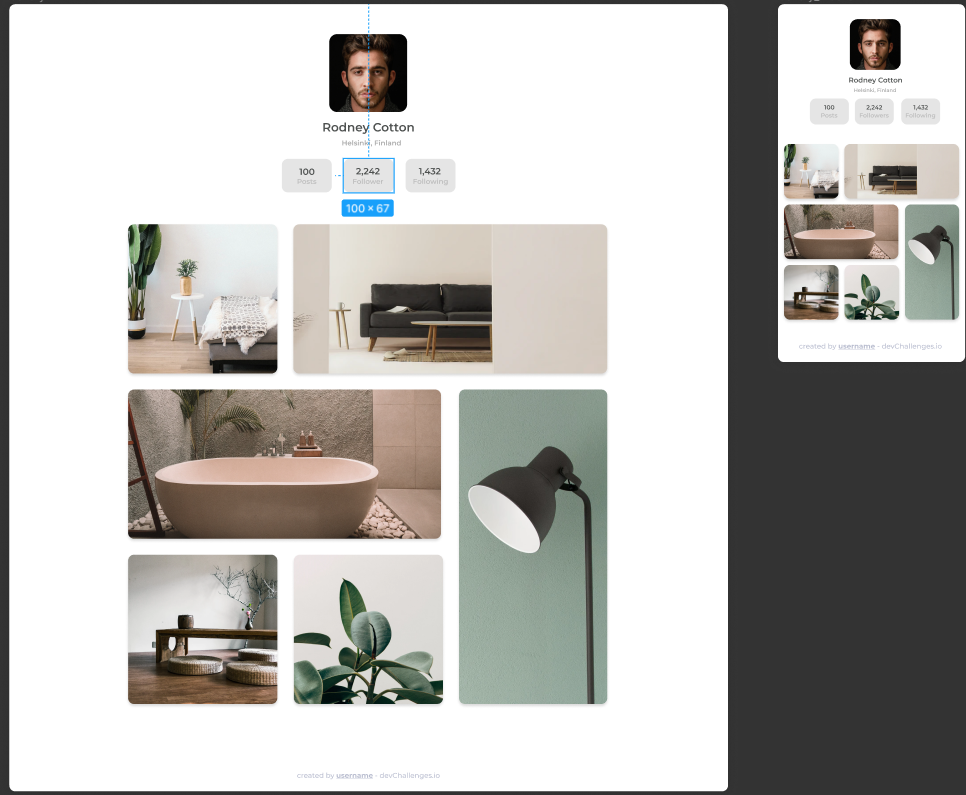 Rodney Cotton
Helsinki, Finland
100
Posts
2,242
Follower
1,432
Following
100 × 67
created by username - devChallenges.io
Rodney Cotton
Helsinki, Finland
100
Posts
2,242
Followers
1,432
Following
created by username - devChallenges.io